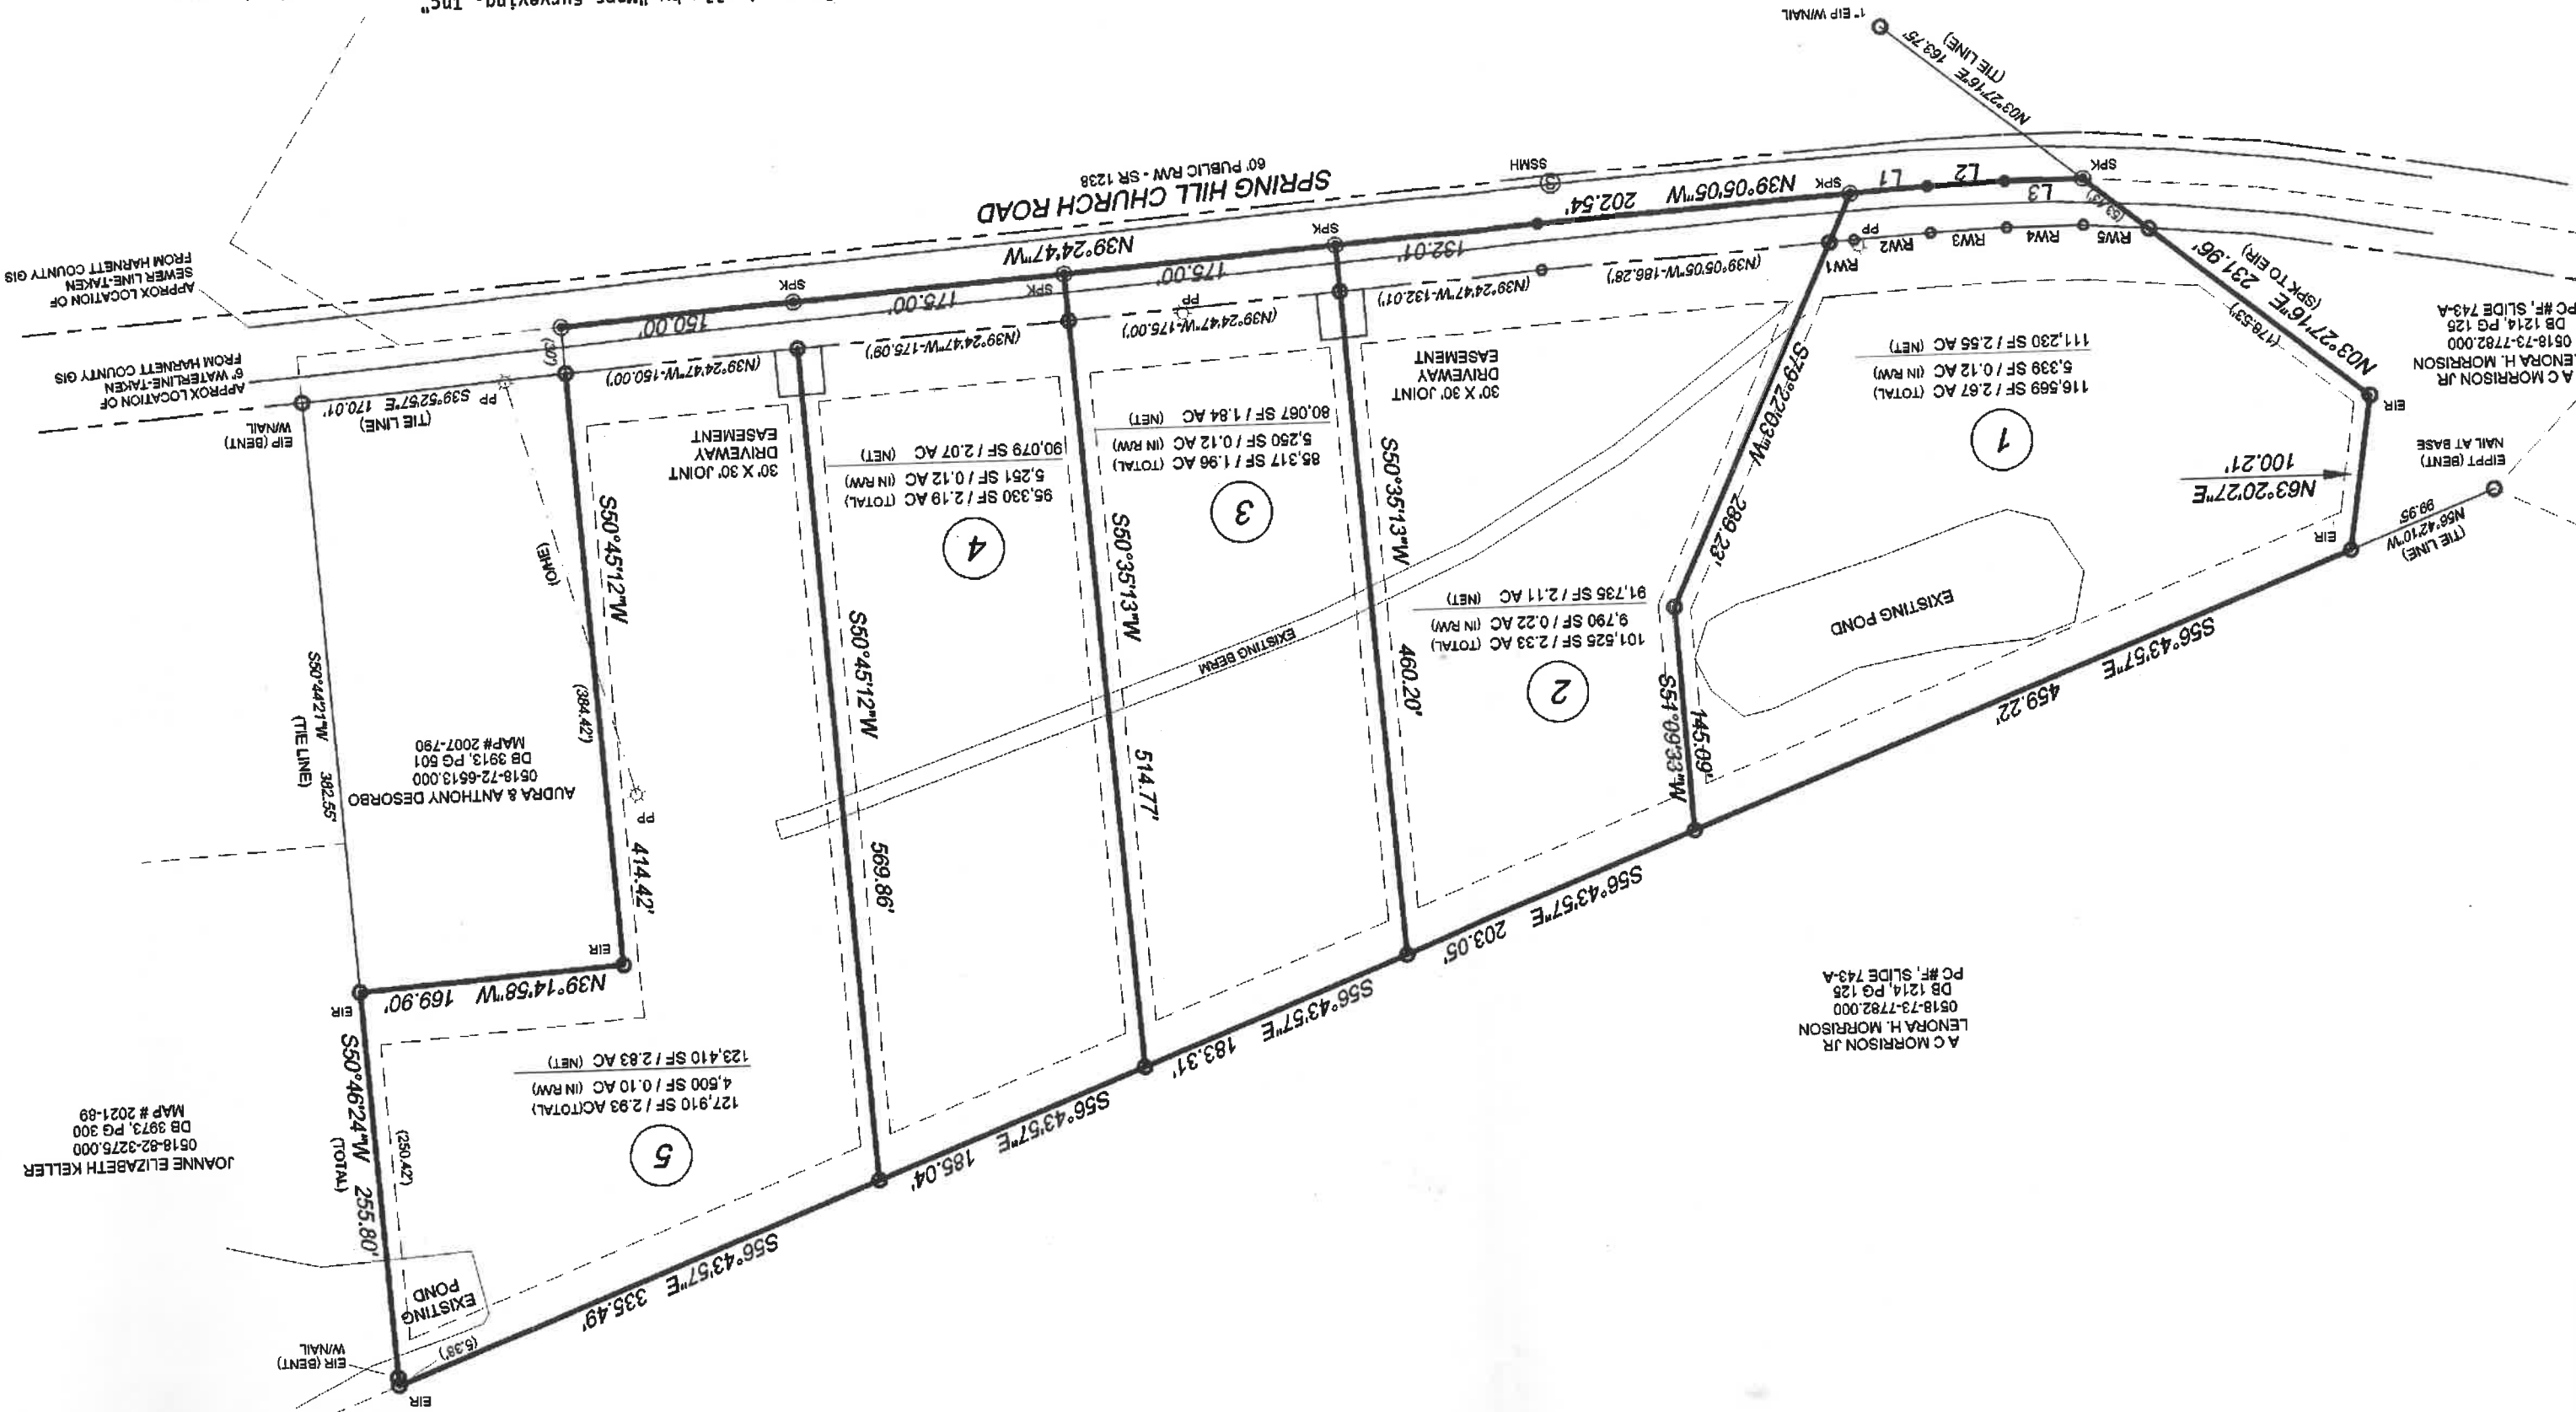 EIR
EIR (BENT)
W/NAIL
(5.38')
EXISTING
POND
S56°43'57"E 335.49'
S50°46'24"W 255.80'
(TOTAL)
(250.42')
JOANNE ELIZABETH KELLER
0518-82-3275.000
DB 3973, PG 300
MAP # 2021-89
5
127,910 SF / 2.93 AC(TOTAL)
4,500 SF / 0.10 AC (IN R/W)
123,410 SF / 2.83 AC (NET)
S56°43'57"E 185.04'
S56°43'57"E 183.31'
A C MORRISON JR
LENORA H. MORRISON
0518-73-7782.000
DB 1214, PG 125
PC #F, SLIDE 743-A
EIR
N39°14'58"W 169.90'
EIR
S56°43'57"E 203.05'
414.42'
PP
S50°45'12"W
(384.42')
(OHE)
AUDRA & ANTHONY DESORBO
0518-72-6513.000
DB 3913, PG 501
MAP# 2007-790
S50°44'21"W 382.55'
(TIE LINE)
S50°45'12"W 569.86'
S50°35'13"W 514.77'
S50°35'13"W 460.20'
EXISTING BERM
2
101,525 SF / 2.33 AC (TOTAL)
9,790 SF / 0.22 AC (IN R/W)
91,735 SF / 2.11 AC (NET)
145.09'
S56°43'57"E 459.22'
EXISTING POND
289.23'
S79°22'03"W
EIR
(TIE LINE)
N56°42'10"W
99.95'
N63°20'27"E
100.21'
EIPPT (BENT)
NAIL AT BASE
1
116,569 SF / 2.67 AC (TOTAL)
5,339 SF / 0.12 AC (IN R/W)
111,230 SF / 2.55 AC (NET)
EIR
A C MORRISON JR
LENORA H. MORRISON
0518-73-7782.000
DB 1214, PG 125
PC #F, SLIDE 743-A
N03°27'16"E 231.96'
(SPK TO EIR)
(178.53')
(53.43')
3
85,317 SF / 1.96 AC (TOTAL)
5,250 SF / 0.12 AC (IN R/W)
80,067 SF / 1.84 AC (NET)
4
95,330 SF / 2.19 AC (TOTAL)
5,251 SF / 0.12 AC (IN R/W)
90,079 SF / 2.07 AC (NET)
30' X 30' JOINT
DRIVEWAY
EASEMENT
30' X 30' JOINT
DRIVEWAY
EASEMENT
EIP (BENT)
W/NAIL
(TIE LINE)
S39°52'57"E 170.01'
PP
APPROX LOCATION OF
6" WATERLINE-TAKEN
FROM HARNETT COUNTY GIS
APPROX LOCATION OF
SEWER LINE-TAKEN
FROM HARNETT COUNTY GIS
(30')
(N39°24'47"W-150.00')
(N39°24'47"W-175.09')
(N39°24'47"W-175.00')
PP
(N39°24'47"W-132.01')
(N39°05'05"W-186.28')
RW1
PP
RW2
RW3
RW4
RW5
150.00'
SPK
175.00'
SPK
175.00'
SPK
132.01'
N39°24'47"W
N39°05'05"W 202.54'
SPK
L1
L2
L3
SPK
SPRING HILL CHURCH ROAD
60' PUBLIC R/W - SR 1238
SSMH
N03°27'16"E 163.75'
(TIE LINE)
1" EIP W/NAIL
Surveying, Inc"